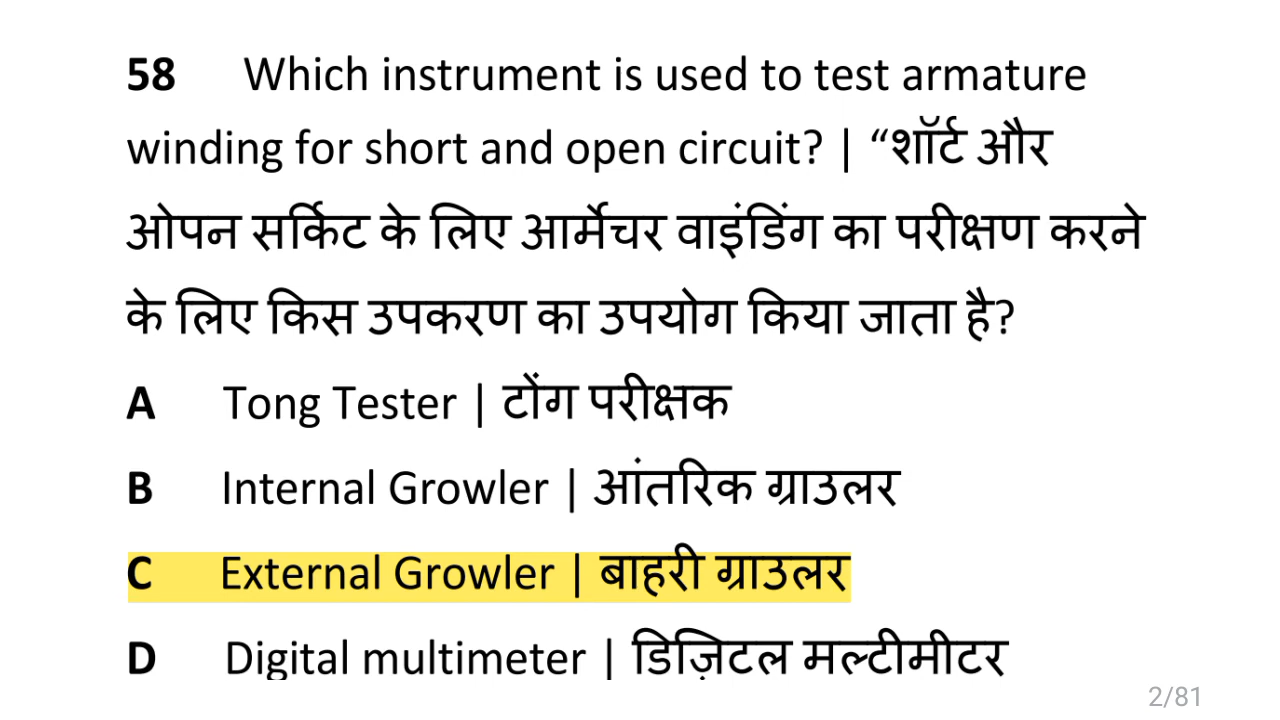 58 Which instrument is used to test armature
winding for short and open circuit? | “शॉर्ट और
ओपन सर्किट के लिए आर्मेचर वाइंडिंग का परीक्षण करने
के लिए किस उपकरण का उपयोग किया जाता है?
A Tong Tester | टोंग परीक्षक
B Internal Growler | आंतरिक ग्राउलर
C External Growler | बाहरी ग्राउलर
D Digital multimeter | डिज़िटल मल्टीमीटर
2/81